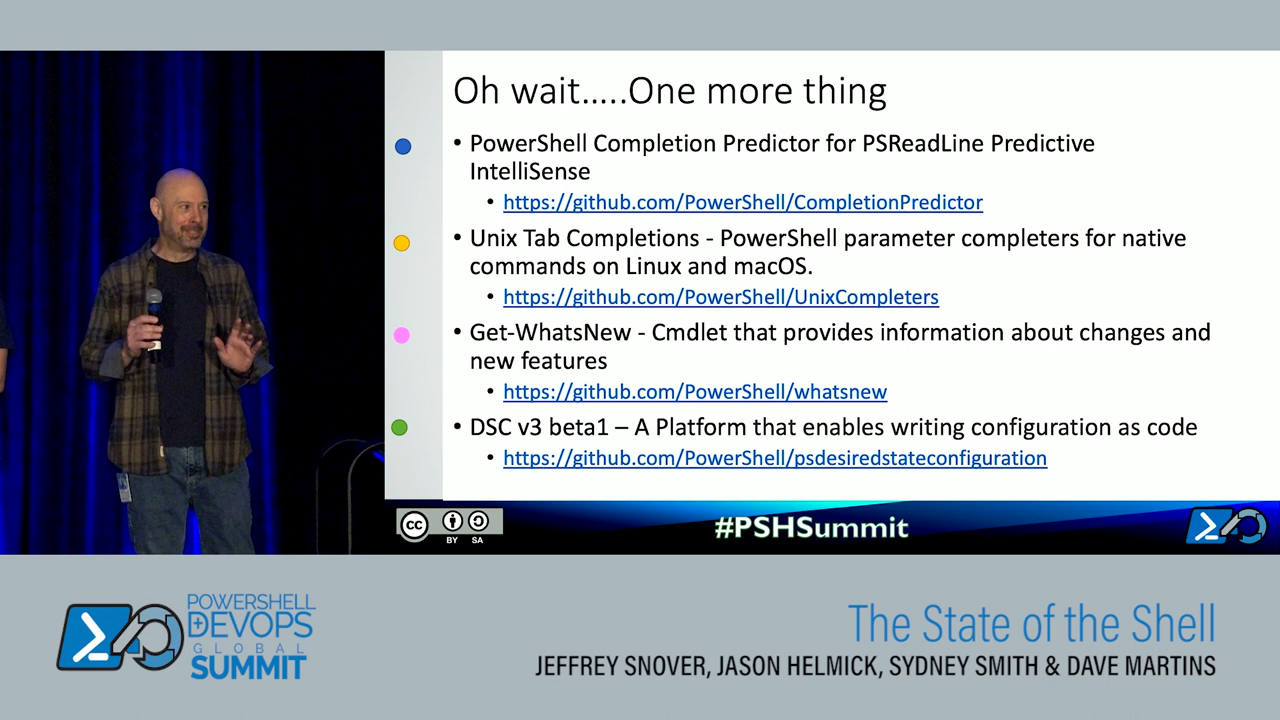 Oh wait.....One more thing
• PowerShell Completion Predictor for PSReadLine Predictive
IntelliSense
• https://github.com/PowerShell/CompletionPredictor
• Unix Tab Completions - PowerShell parameter completers for native
commands on Linux and macOS.
• https://github.com/PowerShell/UnixCompleters
• Get-WhatsNew - Cmdlet that provides information about changes and
new features
• https://github.com/PowerShell/whatsnew
• DSC v3 beta1 – A Platform that enables writing configuration as code
• https://github.com/PowerShell/psdesiredstateconfiguration
cc
BY SA
#PSHSummit
POWERSHELL
+DEVOPS
GLOBAL
SUMMIT
The State of the Shell
JEFFREY SNOVER, JASON HELMICK, SYDNEY SMITH & DAVE MARTINS